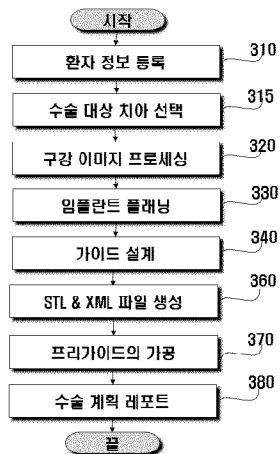 시작
환자 정보 등록
310
수술 대상 치아 선택
315
구강 이미지 프로세싱
320
임플란트 플래닝
330
가이드 설계
340
STL & XML 파일 생성
360
프리가이드의 가공
370
수술 계획 레포트
380
끝